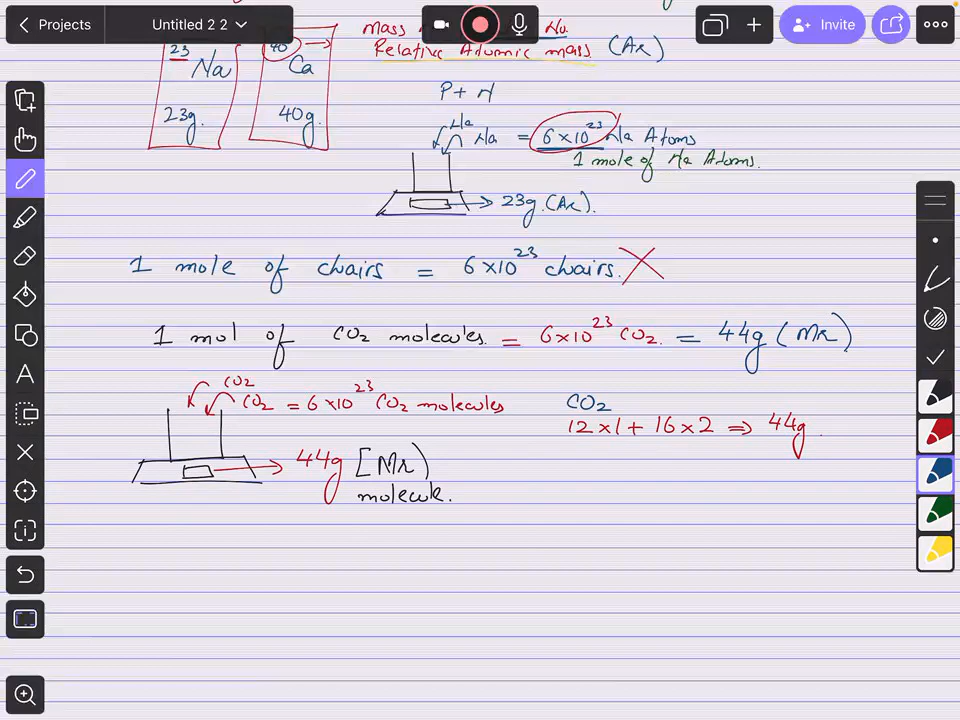 Projects
Untitled 2 2
Invite
Mass No.
23 Na
40 Ca
Relative Atomic mass (Ar)
P + N
23g.
40g.
Na
Na = 6×10²³ Na Atoms
1 mole of Na Atoms.
23g.(Ar).
1 mole of chairs = 6×10²³ chairs. X
1 mol of CO2 molecules = 6×10²³ CO2. = 44g (Mr)
CO2
CO2 = 6×10²³ CO2 molecules
CO2
12×1 + 16×2 ⇒ 44g.
44g [Mr)
molecule.